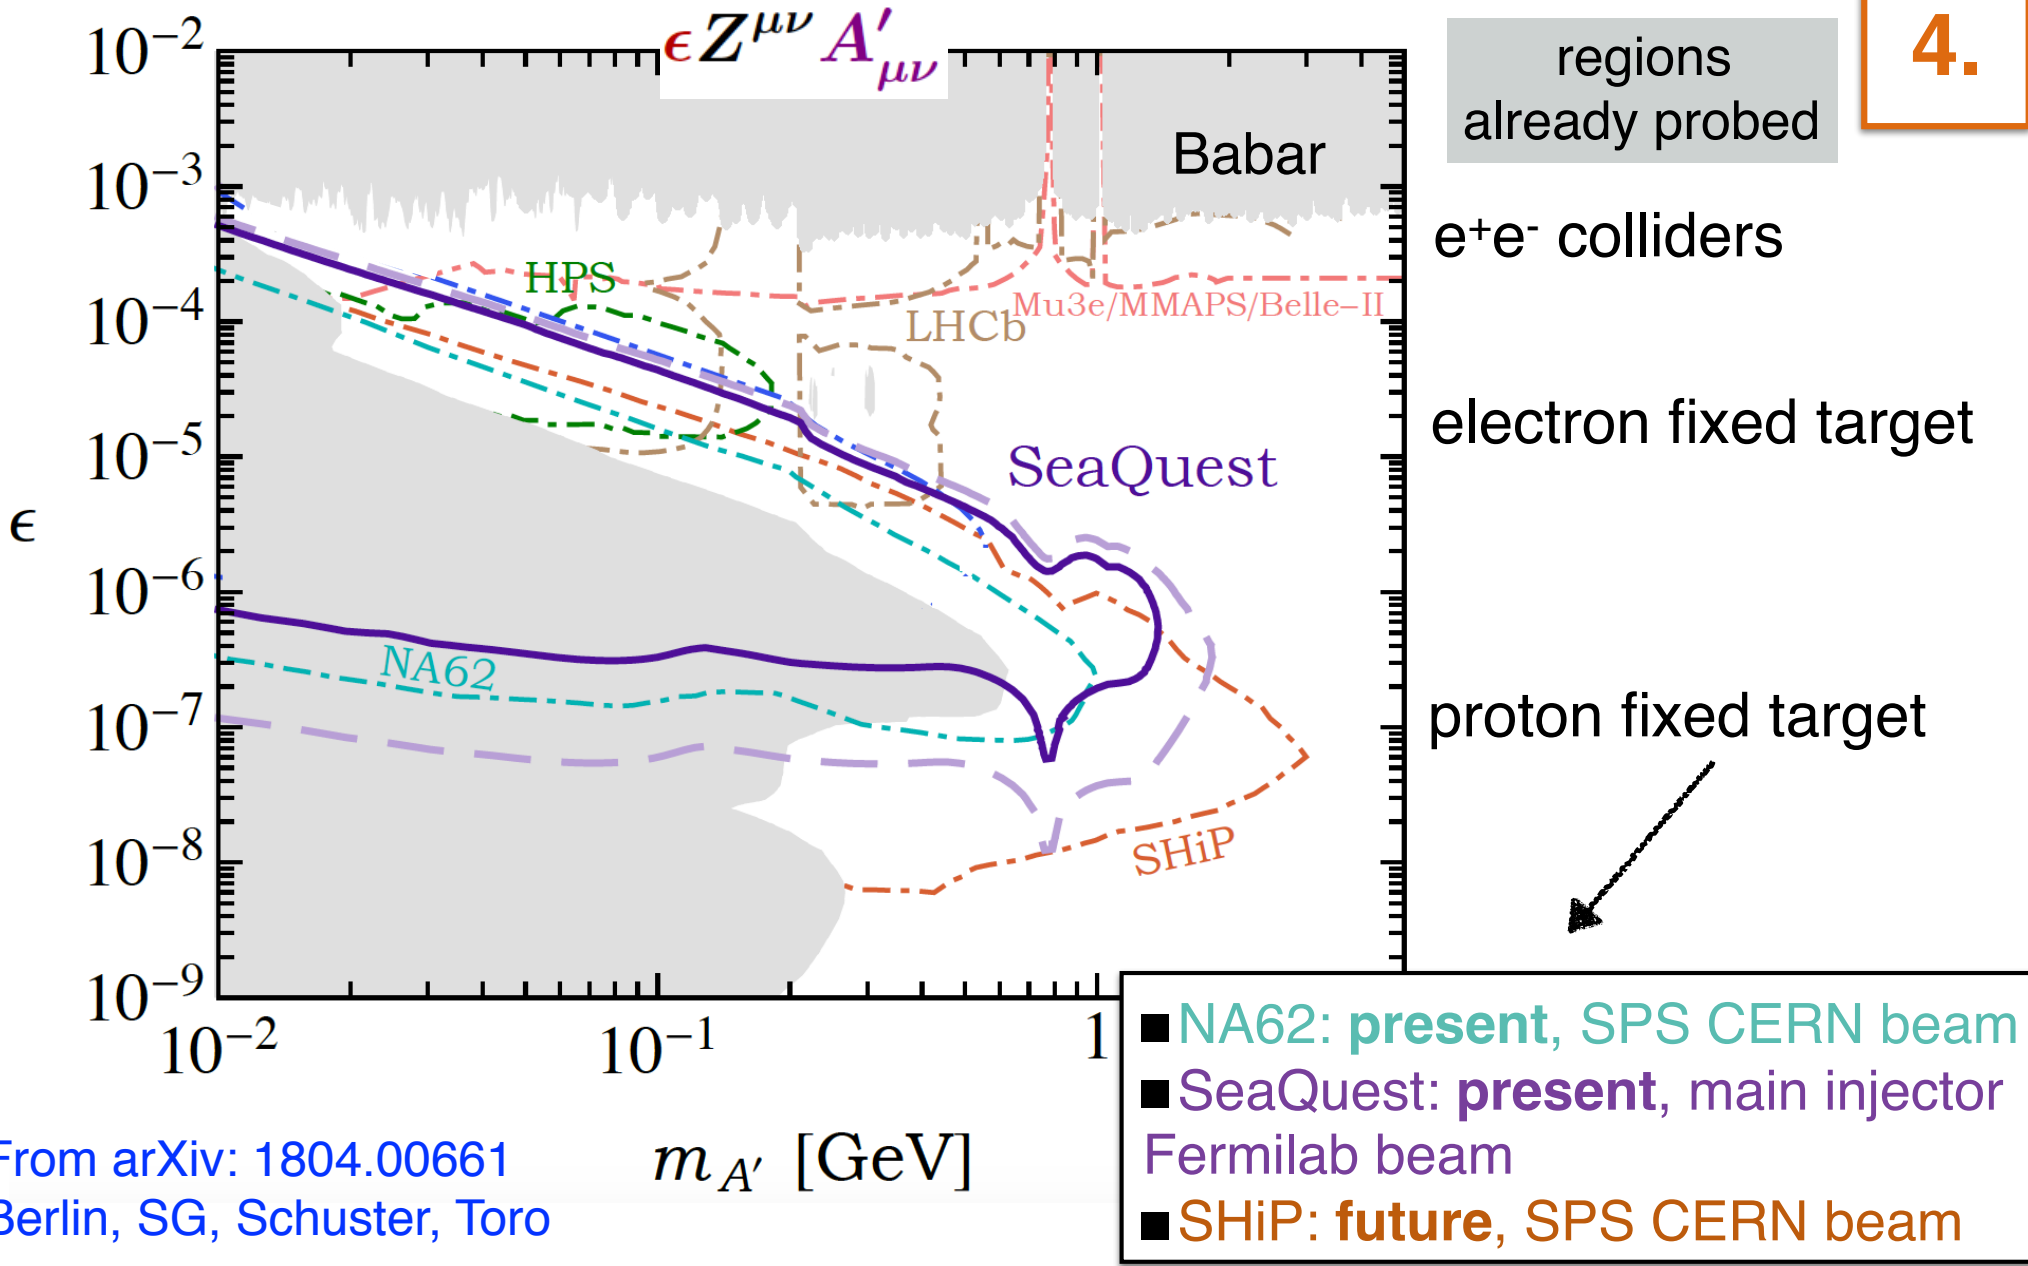 ϵZ^{μν} A′_{μν}
regions
already probed
4.
10^{−2}
10^{−3}
10^{−4}
10^{−5}
10^{−6}
10^{−7}
10^{−8}
10^{−9}
ϵ
Babar
HPS
LHCb
Mu3e/MMAPS/Belle–II
SeaQuest
NA62
SHiP
e⁺e⁻ colliders
electron fixed target
proton fixed target
10^{−2}
10^{−1}
1
m_{A′} [GeV]
From arXiv: 1804.00661
Berlin, SG, Schuster, Toro
■ NA62: present, SPS CERN beam
■ SeaQuest: present, main injector
Fermilab beam
■ SHiP: future, SPS CERN beam